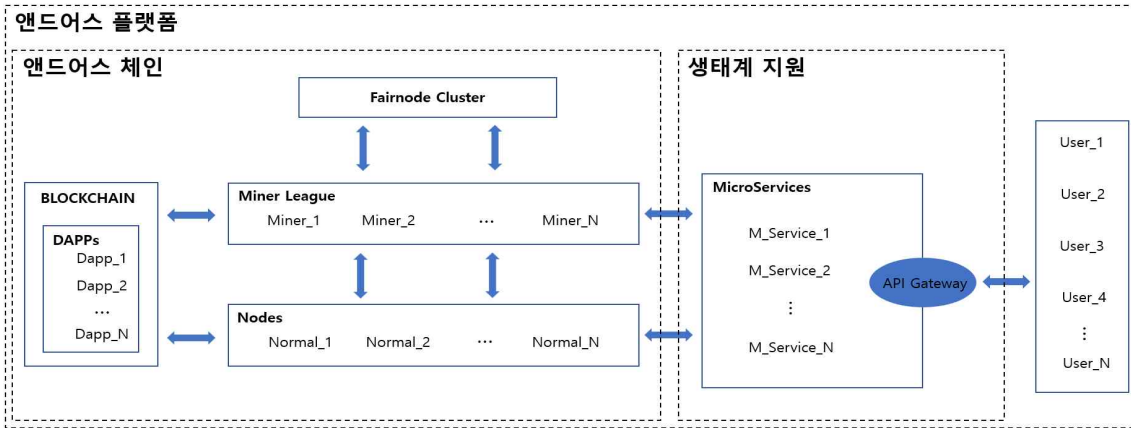 앤드어스 플랫폼
앤드어스 체인
Fairnode Cluster
BLOCKCHAIN
DAPPs
Dapp_1
Dapp_2
...
Dapp_N
Miner League
Miner_1 Miner_2 ... Miner_N
Nodes
Normal_1 Normal_2 ... Normal_N
생태계 지원
MicroServices
M_Service_1
M_Service_2
⋮
M_Service_N
API Gateway
User_1
User_2
User_3
User_4
⋮
User_N